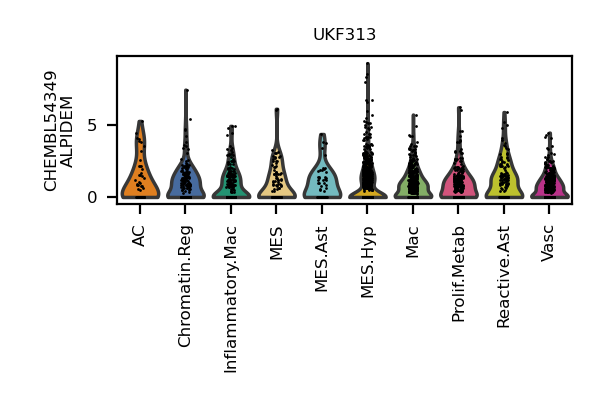 UKF313
CHEMBL54349
ALPIDEM
5
0
AC
Chromatin.Reg
Inflammatory.Mac
MES
MES.Ast
MES.Hyp
Mac
Prolif.Metab
Reactive.Ast
Vasc